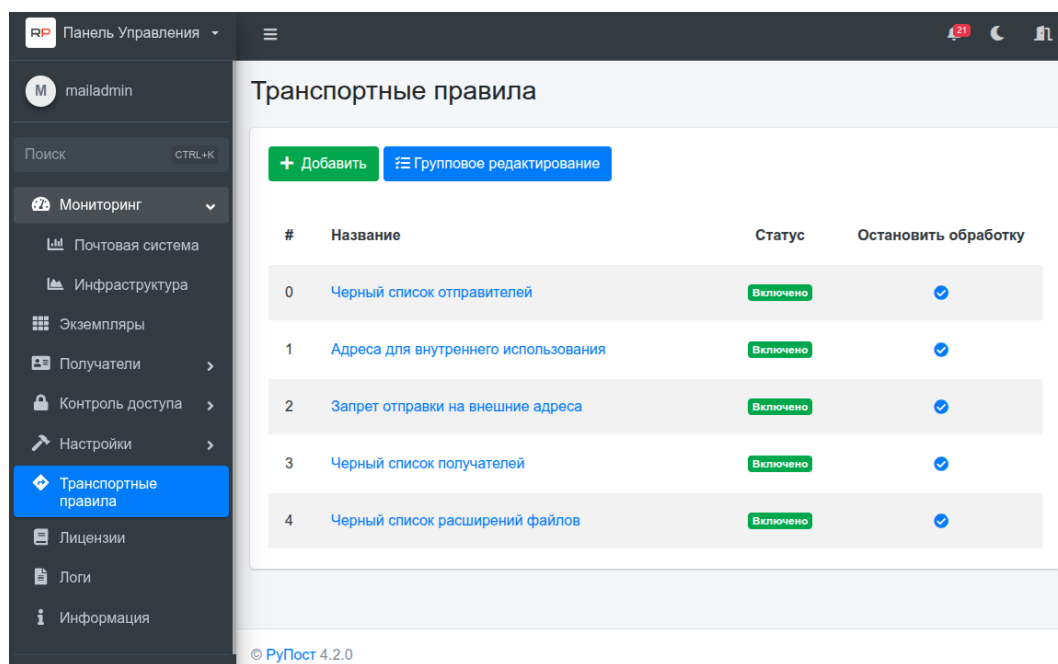 RP Панель Управления
21
M mailadmin
Поиск CTRL+K
Мониторинг
Почтовая система
Инфраструктура
Экземпляры
Получатели
Контроль доступа
Настройки
Транспортные
правила
Лицензии
Логи
Информация
Транспортные правила
+ Добавить Групповое редактирование
# Название Статус Остановить обработку
0 Черный список отправителей Включено
1 Адреса для внутреннего использования Включено
2 Запрет отправки на внешние адреса Включено
3 Черный список получателей Включено
4 Черный список расширений файлов Включено
© РуПост 4.2.0